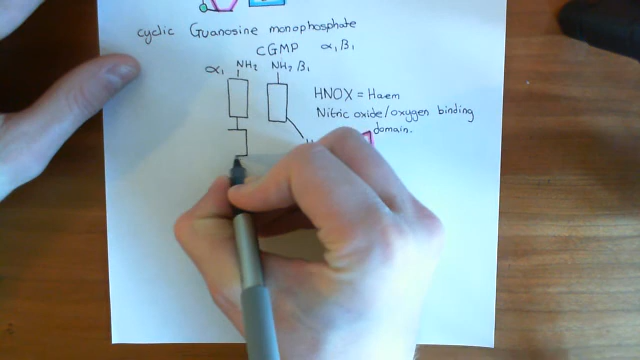 cyclic Guanosine monophosphate
cGMP α₁β₁
α₁ NH₂ NH₂ β₁
HNOX = Haem
Nitric oxide/oxygen binding
domain.